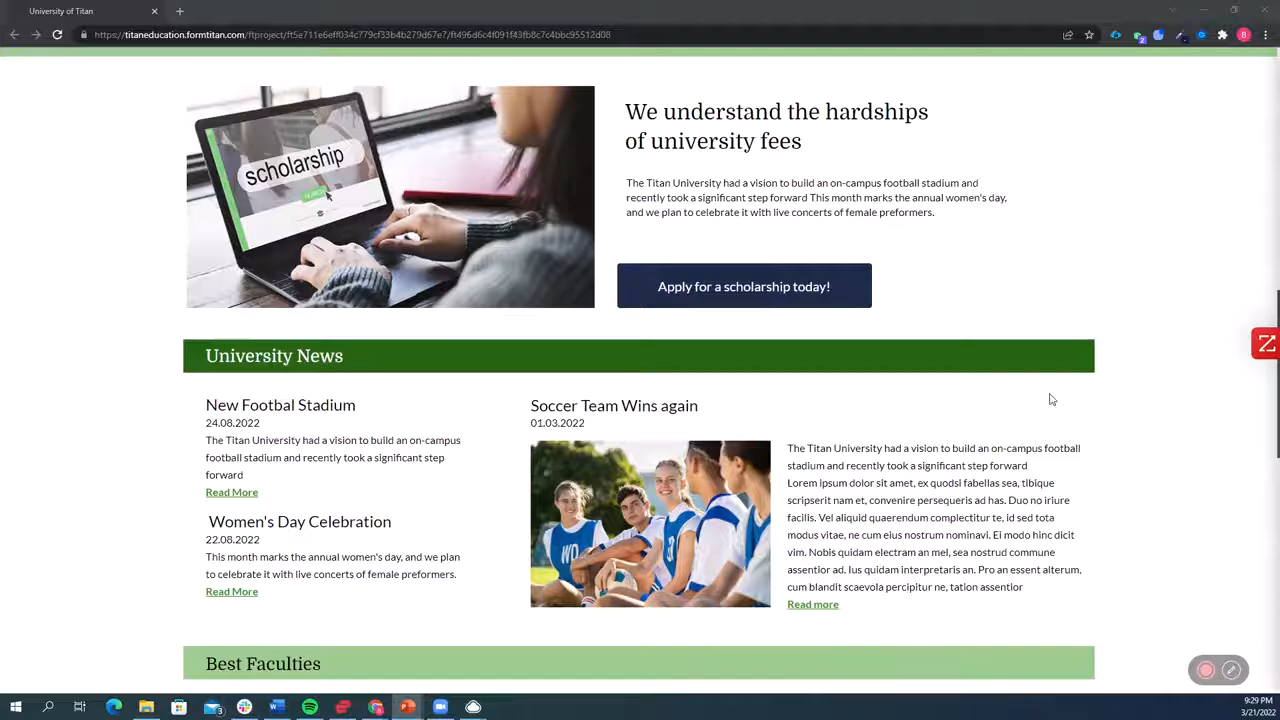 University of Titan
https://titaneducation.formtitan.com/ftproject/ft5e711e6eff034c779cf33b4b279d67e7/ft496d6c4f091f43fb8c7c4bbc95512d08
B
2
scholarship
SEARCH
We understand the hardships
of university fees
The Titan University had a vision to build an on-campus football stadium and
recently took a significant step forward This month marks the annual women's day,
and we plan to celebrate it with live concerts of female preformers.
Apply for a scholarship today!
University News
New Footbal Stadium
24.08.2022
The Titan University had a vision to build an on-campus
football stadium and recently took a significant step
forward
Read More
Women's Day Celebration
22.08.2022
This month marks the annual women's day, and we plan
to celebrate it with live concerts of female preformers.
Read More
Soccer Team Wins again
01.03.2022
The Titan University had a vision to build an on-campus football
stadium and recently took a significant step forward
Lorem ipsum dolor sit amet, ex quodsi fabellas sea, tibique
scripserit nam et, convenire persequeris ad has. Duo no iriure
facilis. Vel aliquid quaerendum complectitur te, id sed tota
modus vitae, ne cum eius nostrum nominavi. Ei modo hinc dicit
vim. Nobis quidam electram an mel, sea nostrud commune
assentior ad. Ius quidam interpretaris an. Pro an essent alterum,
cum blandit scaevola percipitur ne, tation assentior
Read more
Best Faculties
9:29 PM
3/21/2022